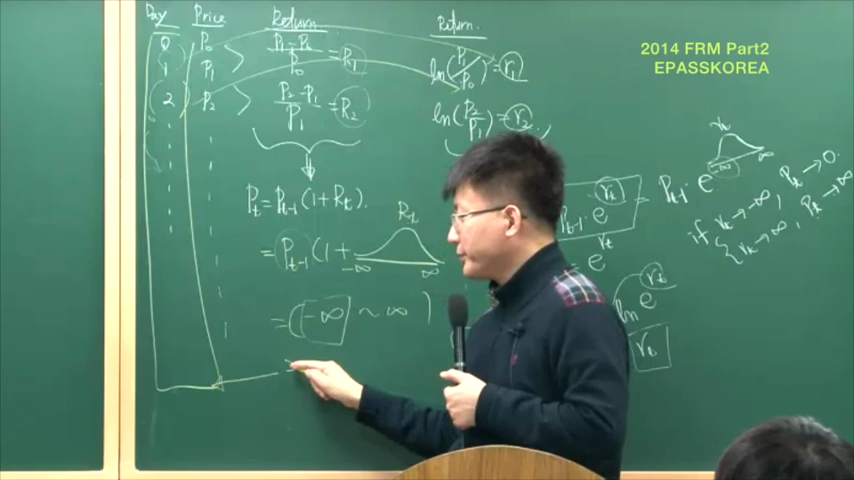 2014 FRM Part2
EPASSKOREA
Day Price Return Return.
0 P₀ (P₁-P₀)/P₀ = R₁ ln(P₁/P₀) = r₁
1 P₁
2 P₂ (P₂-P₁)/P₁ = R₂ ln(P₂/P₁) = r₂
Pₜ = Pₜ₋₁(1+Rₜ).
Rₜ
= Pₜ₋₁(1+
-∞ ∞
= (-∞ ~ ∞)
Pₜ₋₁·e^rₜ = Pₜ₋₁·e
rₜ
-∞ ∞
e^rₜ
ln e^rₜ
rₜ
if rₜ→-∞, Pₜ→0.
rₜ→∞, Pₜ→∞